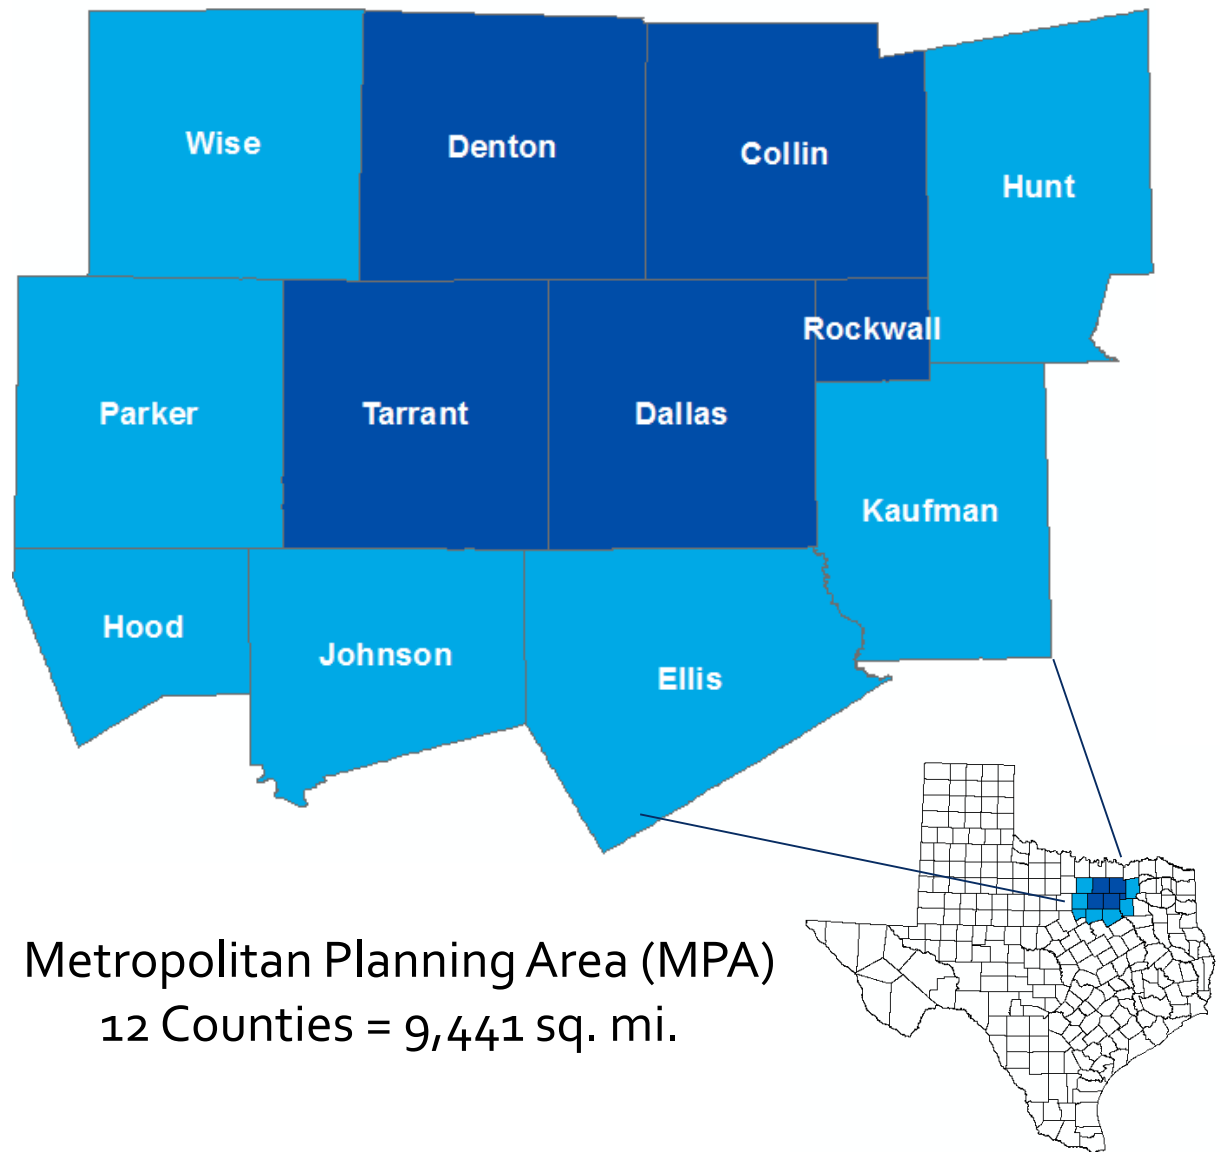 Wise
Denton
Collin
Hunt
Rockwall
Parker
Tarrant
Dallas
Kaufman
Hood
Johnson
Ellis
Metropolitan Planning Area (MPA)
12 Counties = 9,441 sq. mi.